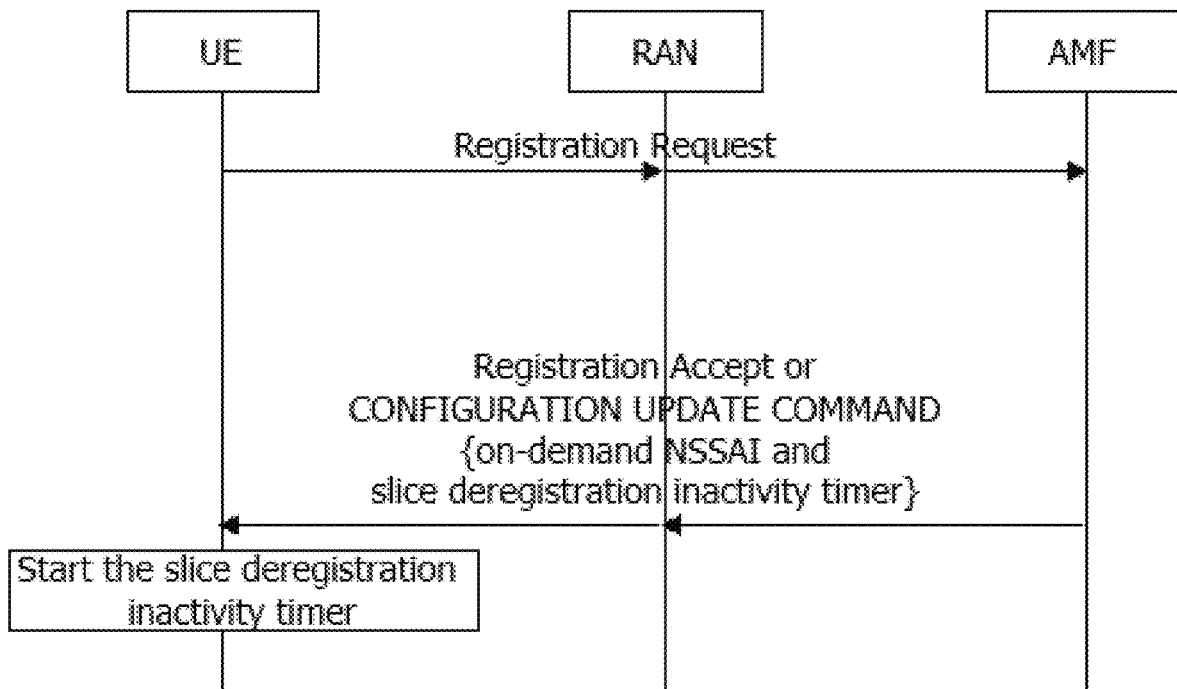 UE
RAN
AMF
Registration Request
Registration Accept or
CONFIGURATION UPDATE COMMAND
{on-demand NSSAI and
slice deregistration inactivity timer}
Start the slice deregistration
inactivity timer